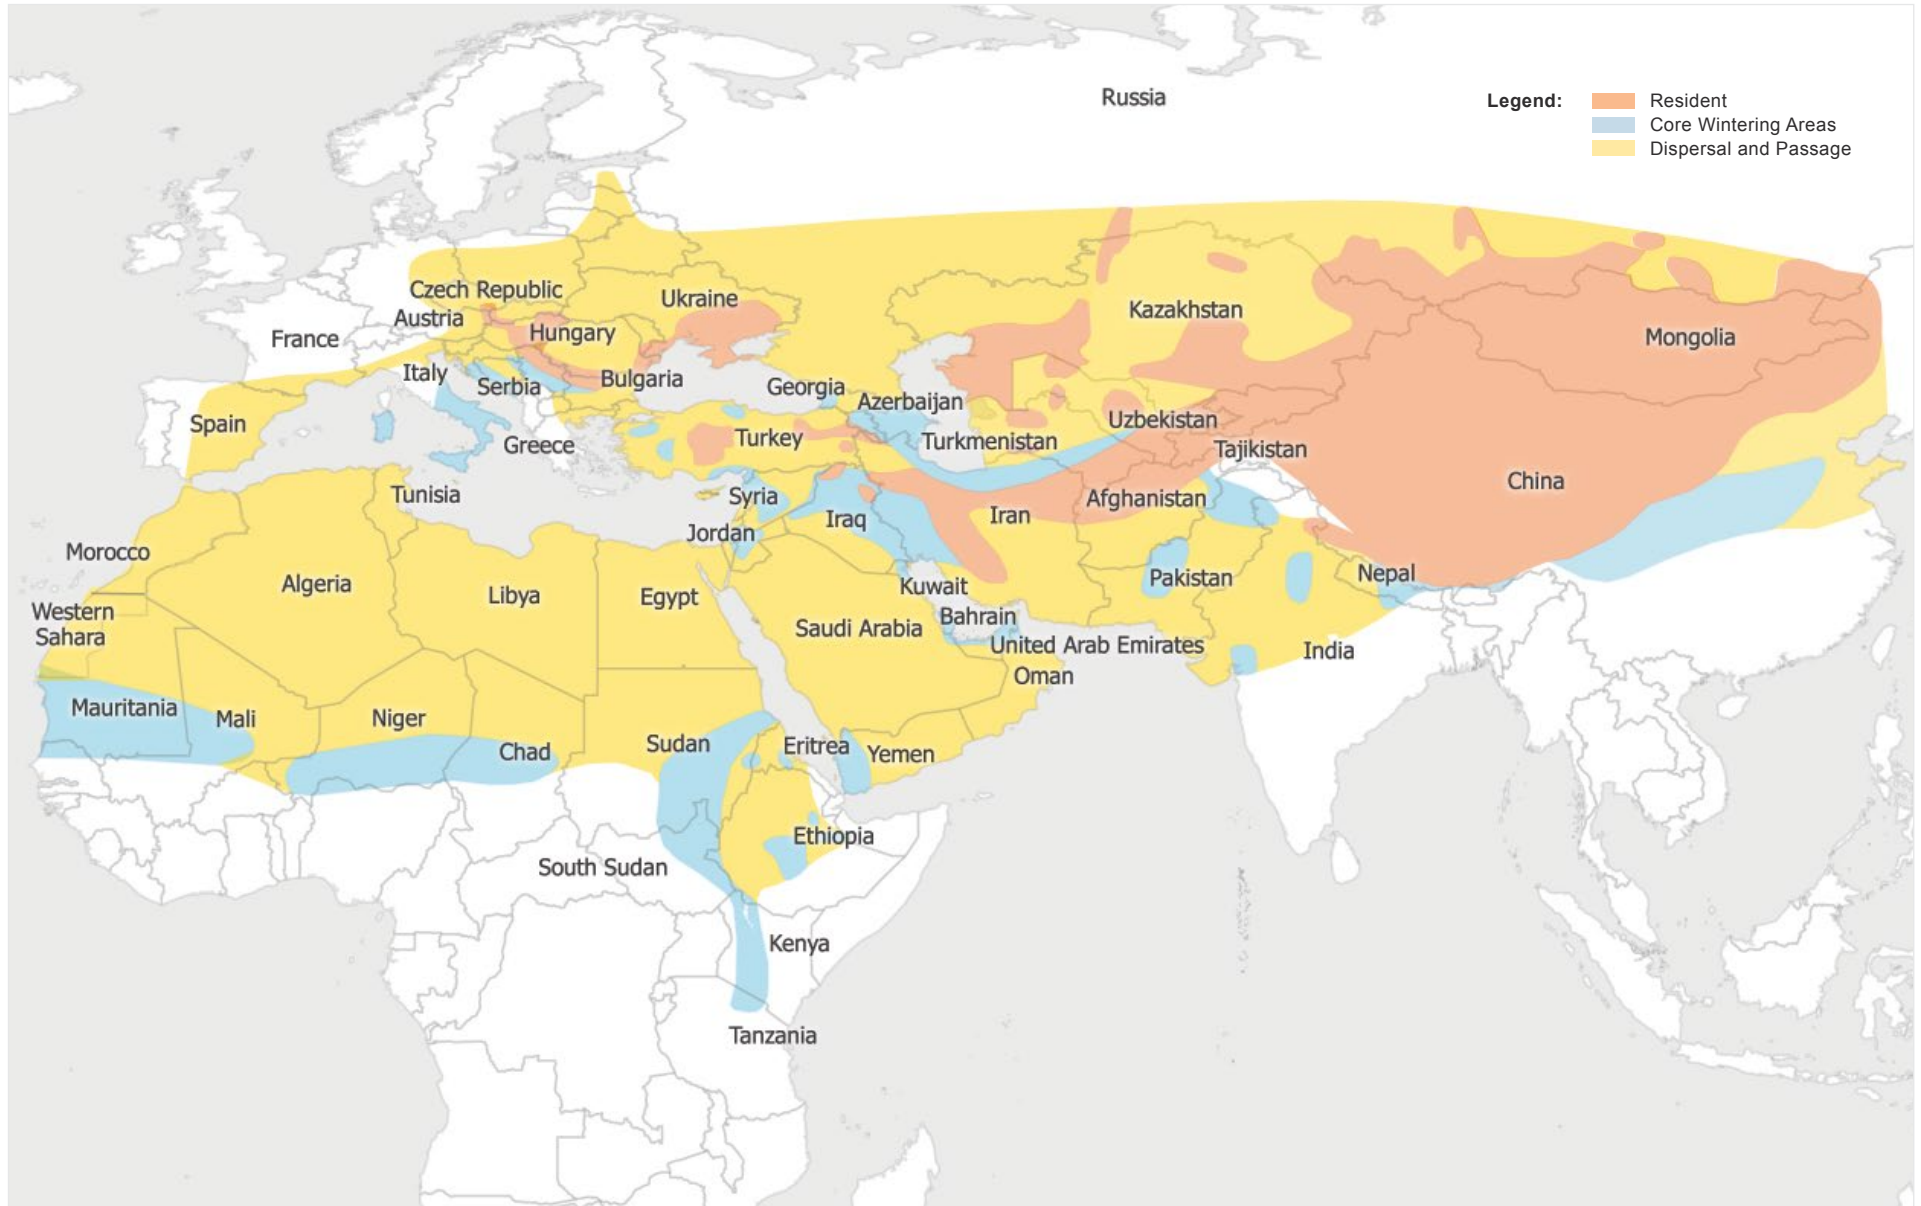 Russia
Legend:
Resident
Core Wintering Areas
Dispersal and Passage
Czech Republic
Ukraine
Austria
Kazakhstan
France
Hungary
Mongolia
Italy
Serbia
Bulgaria
Georgia
Azerbaijan
Spain
Uzbekistan
Greece
Turkey
Turkmenistan
Tajikistan
China
Tunisia
Syria
Afghanistan
Iraq
Iran
Jordan
Morocco
Algeria
Libya
Egypt
Kuwait
Pakistan
Nepal
Western
Sahara
Bahrain
Saudi Arabia
United Arab Emirates
India
Oman
Mauritania
Mali
Niger
Chad
Sudan
Eritrea
Yemen
Ethiopia
South Sudan
Kenya
Tanzania